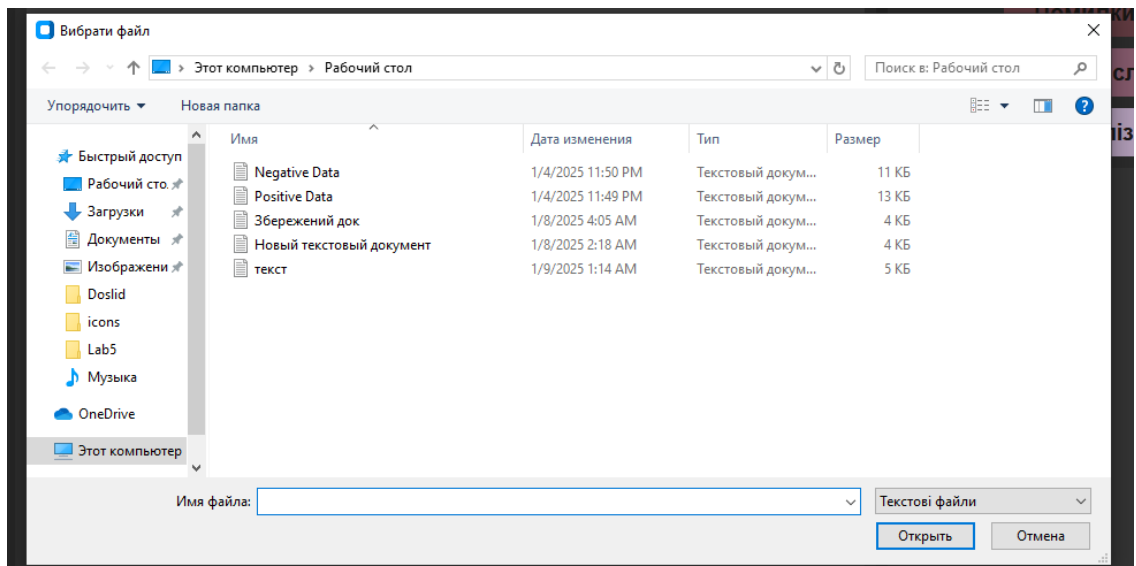 Вибрати файл
Этот компьютер > Рабочий стол
Поиск в: Рабочий стол
Упорядочить
Новая папка
Имя Дата изменения Тип Размер
Быстрый доступ
Рабочий сто.
Загрузки
Документы
Изображени
Doslid
icons
Lab5
Музыка
OneDrive
Этот компьютер
Negative Data 1/4/2025 11:50 PM Текстовый докум... 11 КБ
Positive Data 1/4/2025 11:49 PM Текстовый докум... 13 КБ
Збережений док 1/8/2025 4:05 AM Текстовый докум... 4 КБ
Новый текстовый документ 1/8/2025 2:18 AM Текстовый докум... 4 КБ
текст 1/9/2025 1:14 AM Текстовый докум... 5 КБ
Имя файла:
Текстові файли
Открыть Отмена